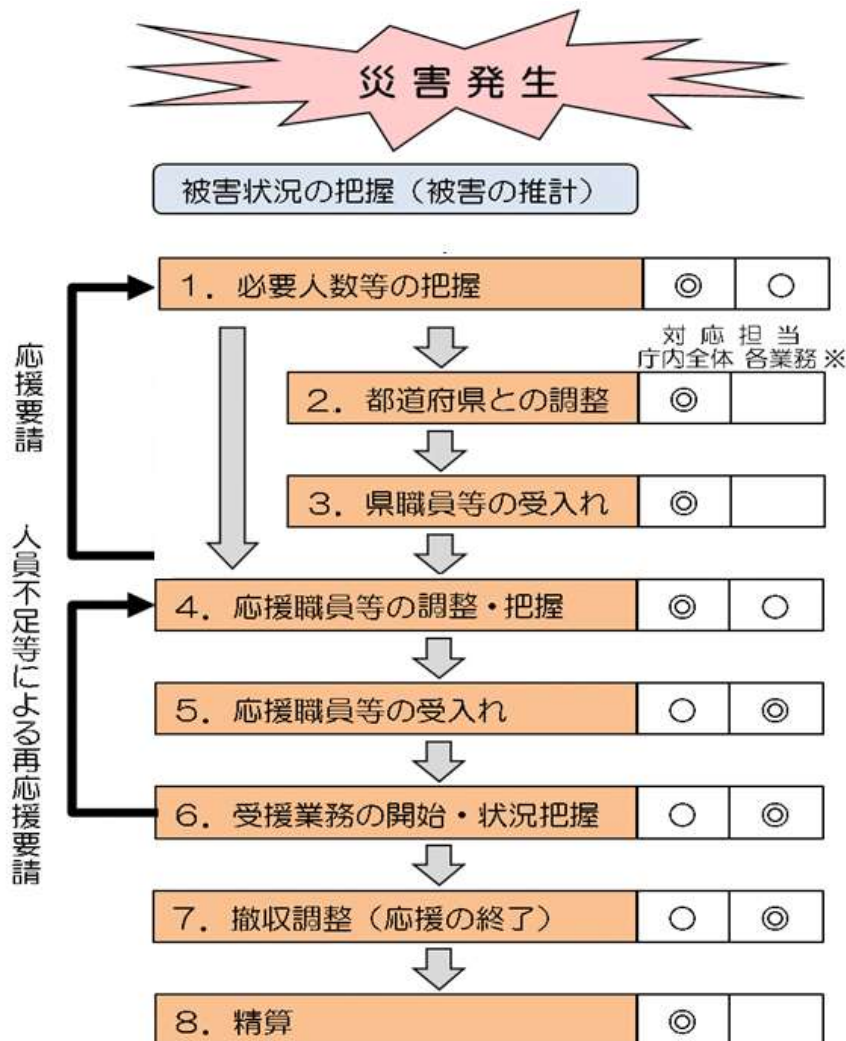 災害発生
被害状況の把握（被害の推計）
1．必要人数等の把握 ◎ ○
対応担当
庁内全体 各業務※
2．都道府県との調整 ◎
3．県職員等の受入れ ◎
4．応援職員等の調整・把握 ◎ ○
5．応援職員等の受入れ ○ ◎
6．受援業務の開始・状況把握 ○ ◎
7．撤収調整（応援の終了） ○ ◎
8．精算 ◎
応援要請
人員不足等による再応援要請